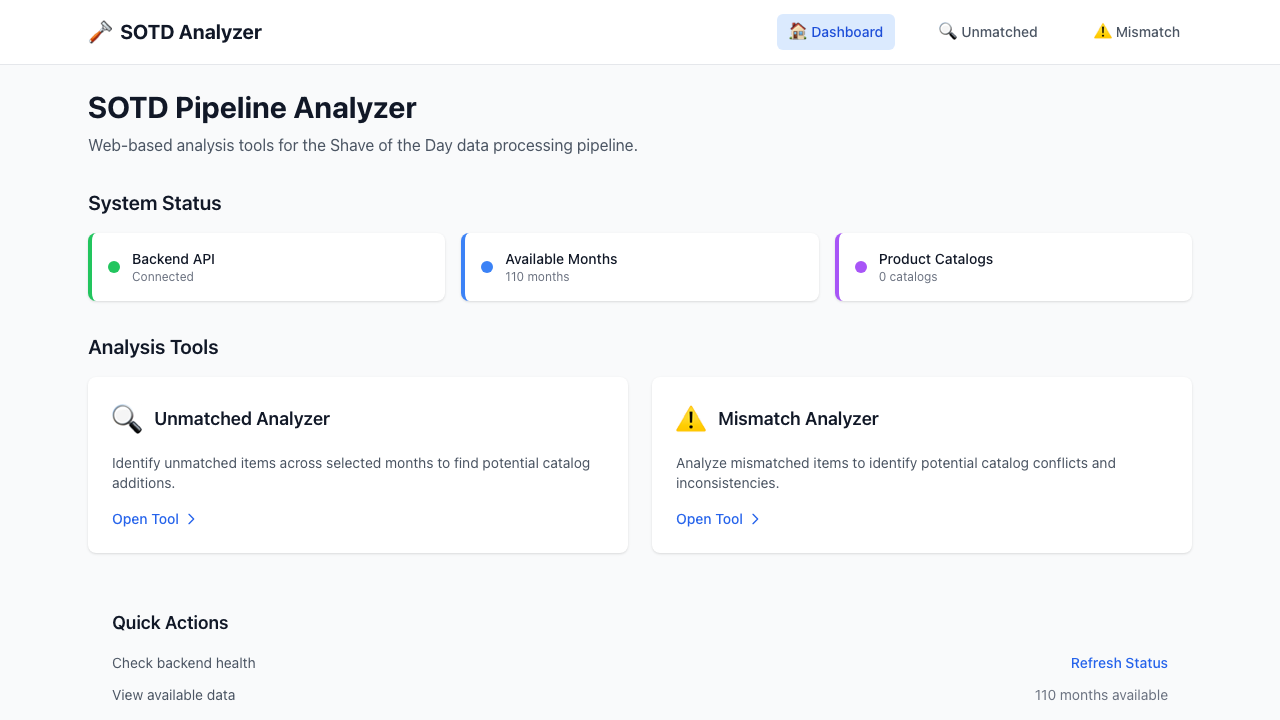 SOTD Analyzer
Dashboard
Unmatched
Mismatch
SOTD Pipeline Analyzer
Web-based analysis tools for the Shave of the Day data processing pipeline.
System Status
Backend API
Connected
Available Months
110 months
Product Catalogs
0 catalogs
Analysis Tools
Unmatched Analyzer
Identify unmatched items across selected months to find potential catalog
additions.
Open Tool
Mismatch Analyzer
Analyze mismatched items to identify potential catalog conflicts and
inconsistencies.
Open Tool
Quick Actions
Check backend health
Refresh Status
View available data
110 months available